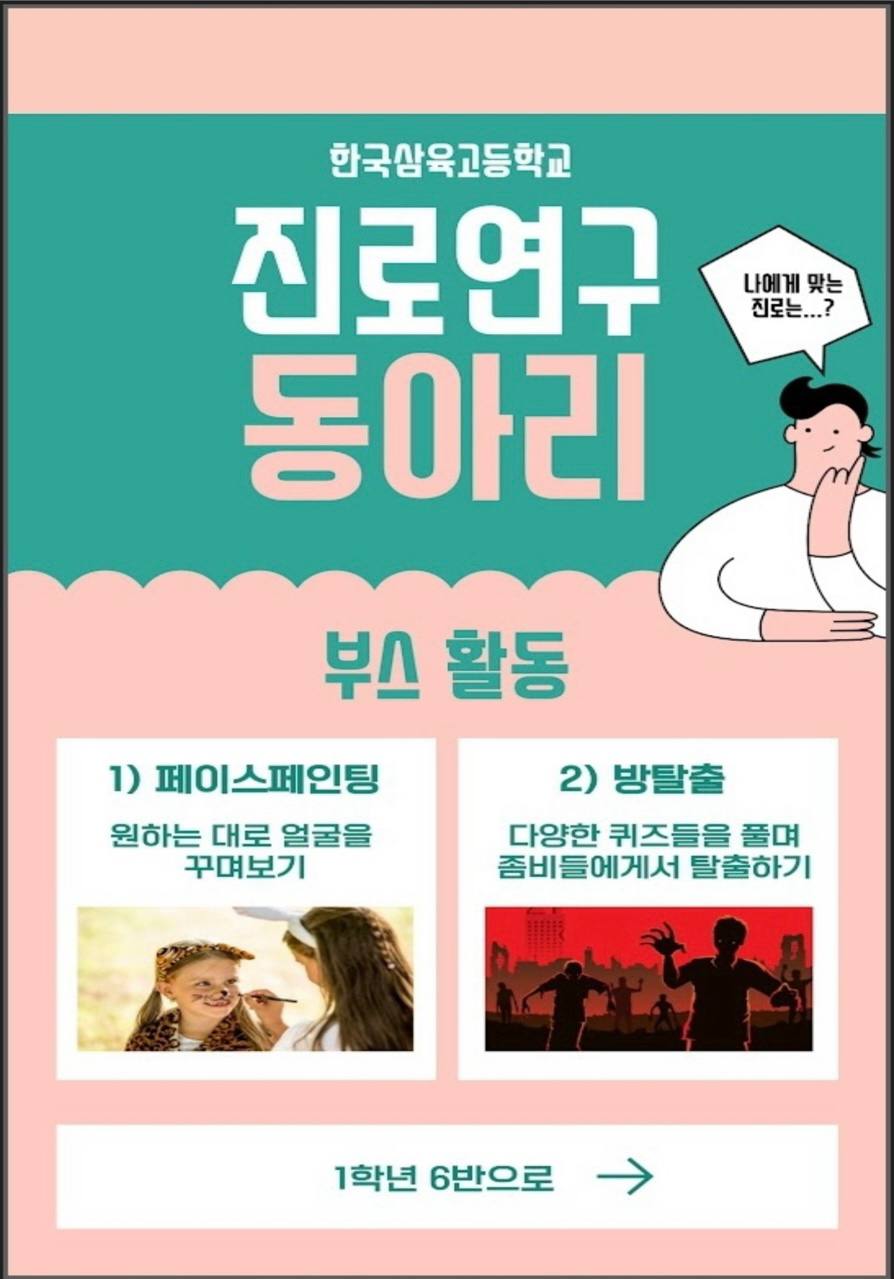 한국삼육고등학교
진로연구
동아리
나에게 맞는
진로는...?
부스 활동
1) 페이스페인팅
원하는 대로 얼굴을
꾸며보기
2) 방탈출
다양한 퀴즈들을 풀며
좀비들에게서 탈출하기
1학년 6반으로 →